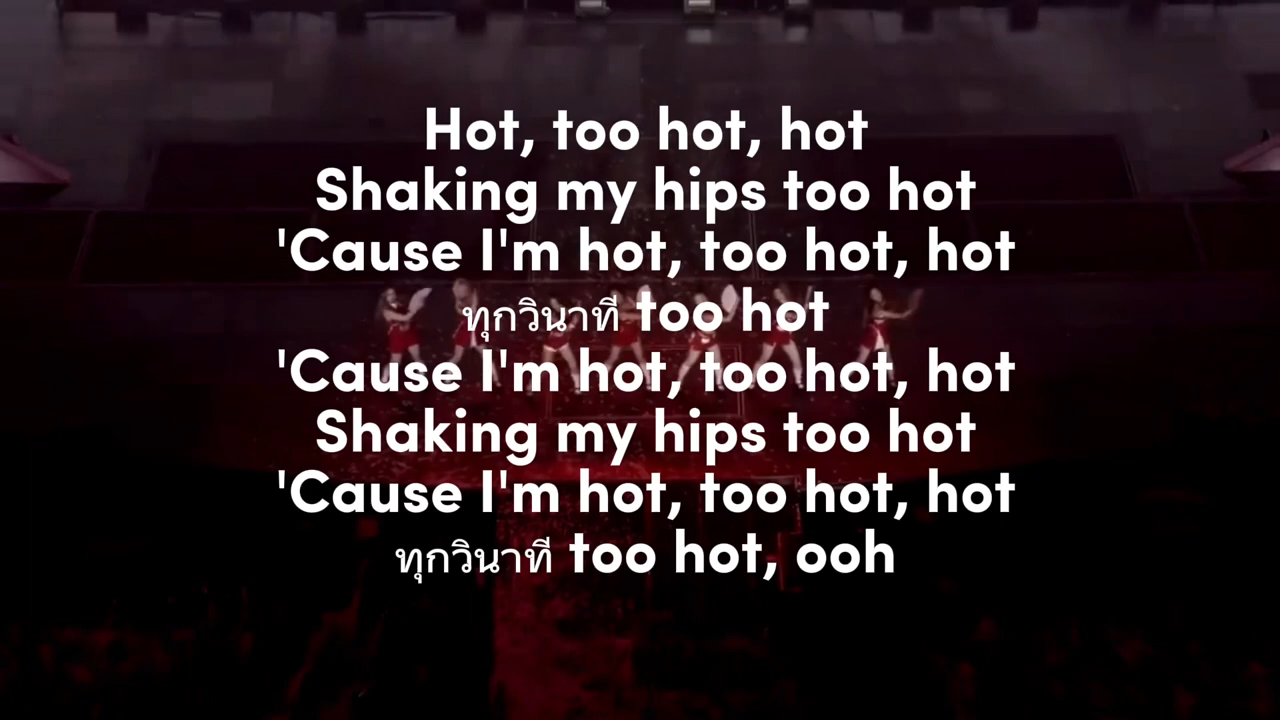 Hot, too hot, hot
Shaking my hips too hot
'Cause I'm hot, too hot, hot
ทุกวินาที too hot
'Cause I'm hot, too hot, hot
Shaking my hips too hot
'Cause I'm hot, too hot, hot
ทุกวินาที too hot, ooh